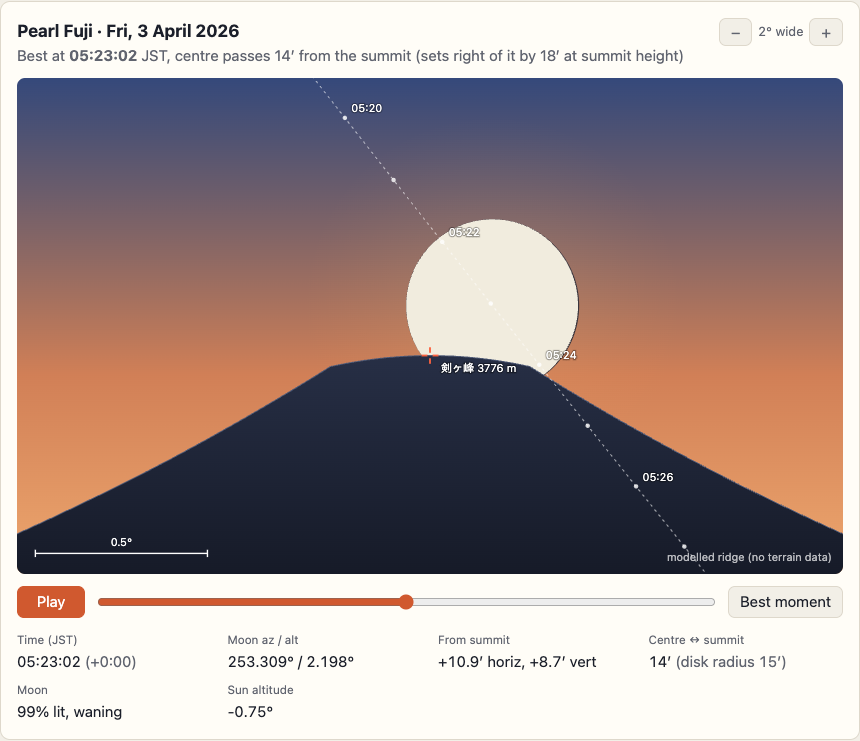 Pearl Fuji · Fri, 3 April 2026
− 2° wide +
Best at 05:23:02 JST, centre passes 14′ from the summit (sets right of it by 18′ at summit height)
05:20
05:22
05:24
剣ヶ峰 3776 m
05:26
0.5°
modelled ridge (no terrain data)
Play
Best moment
Time (JST)
05:23:02 (+0:00)
Moon az / alt
253.309° / 2.198°
From summit
+10.9′ horiz, +8.7′ vert
Centre ↔ summit
14′ (disk radius 15′)
Moon
99% lit, waning
Sun altitude
-0.75°